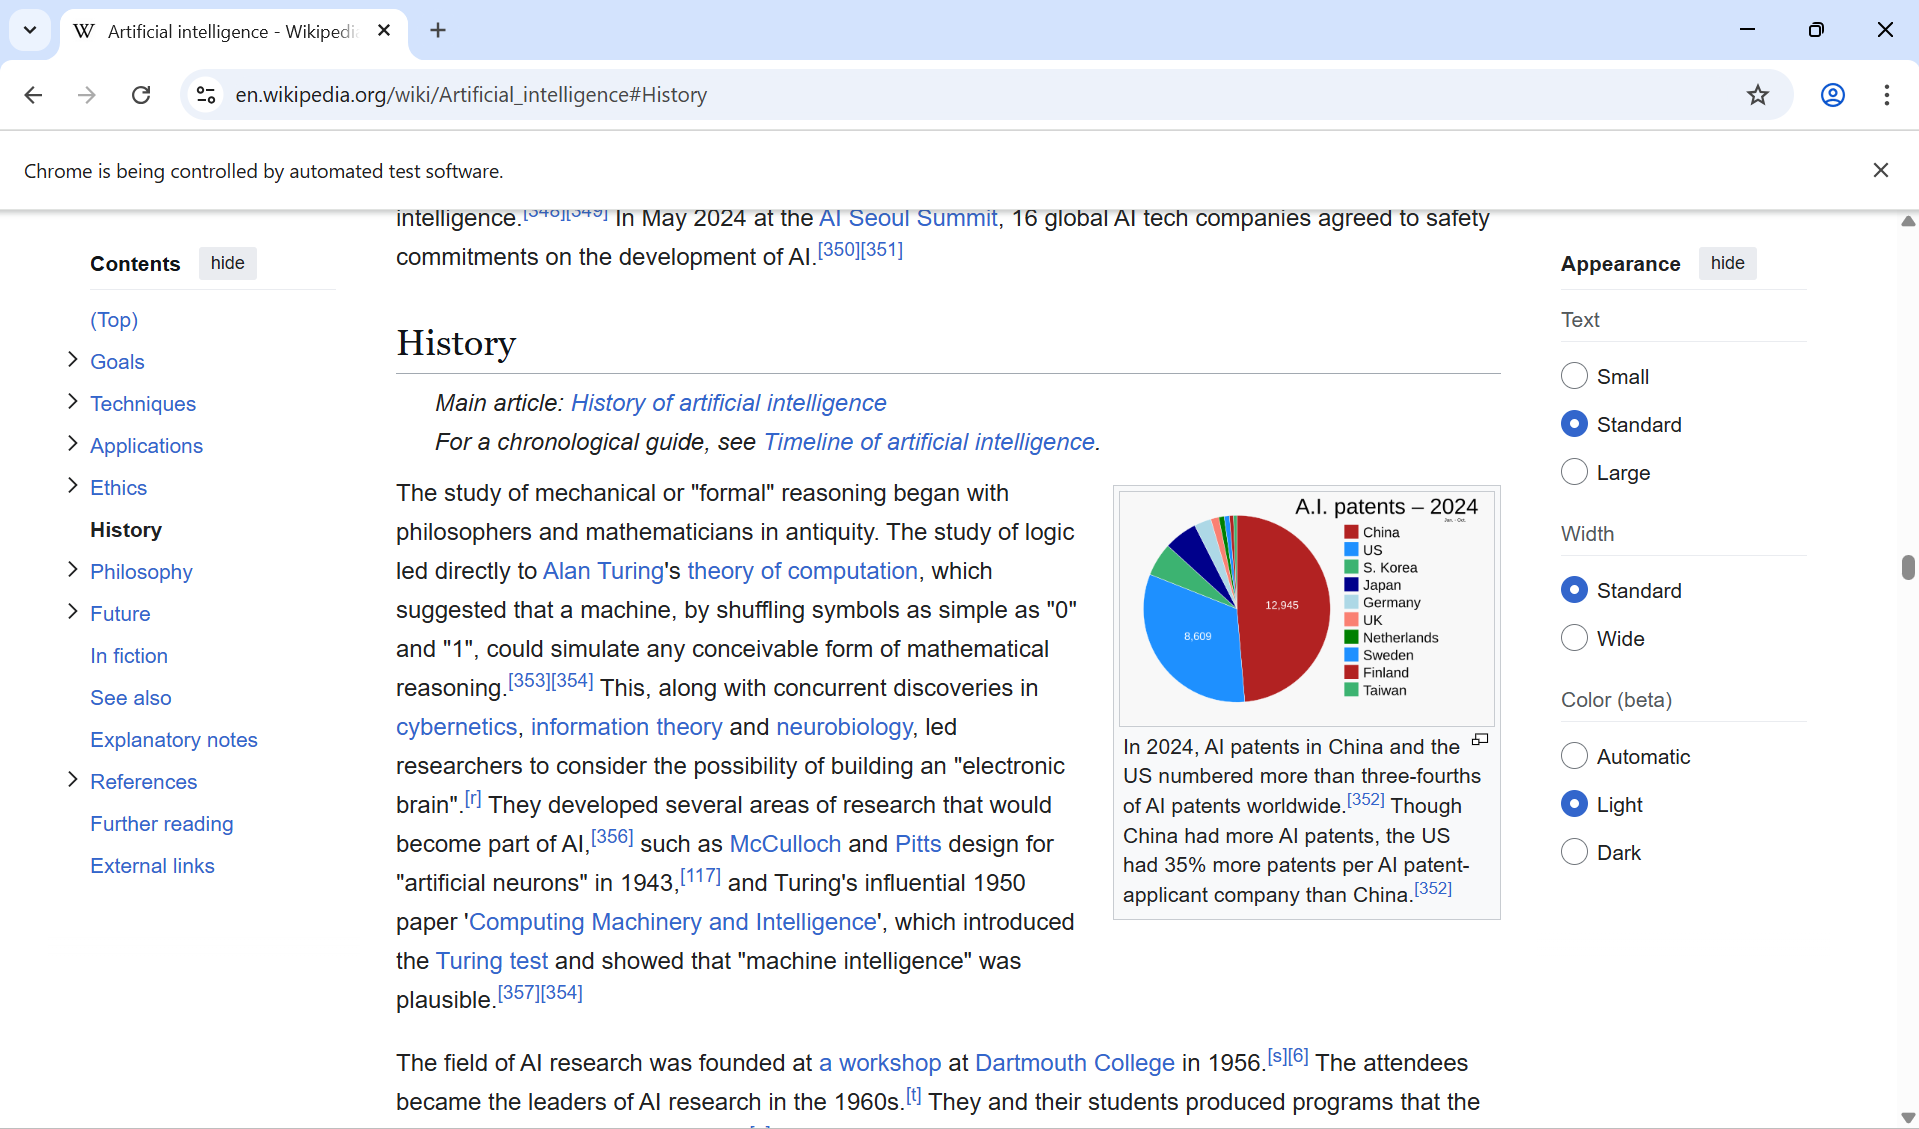 Artificial intelligence - Wikipedi
en.wikipedia.org/wiki/Artificial_intelligence#History
Chrome is being controlled by automated test software.
Contents hide
(Top)
Goals
Techniques
Applications
Ethics
History
Philosophy
Future
In fiction
See also
Explanatory notes
References
Further reading
External links
intelligence.[348][349] In May 2024 at the AI Seoul Summit, 16 global AI tech companies agreed to safety
commitments on the development of AI.[350][351]
History
Main article: History of artificial intelligence
For a chronological guide, see Timeline of artificial intelligence.
The study of mechanical or "formal" reasoning began with
philosophers and mathematicians in antiquity. The study of logic
led directly to Alan Turing's theory of computation, which
suggested that a machine, by shuffling symbols as simple as "0"
and "1", could simulate any conceivable form of mathematical
reasoning.[353][354] This, along with concurrent discoveries in
cybernetics, information theory and neurobiology, led
researchers to consider the possibility of building an "electronic
brain".[r] They developed several areas of research that would
become part of AI,[356] such as McCulloch and Pitts design for
"artificial neurons" in 1943,[117] and Turing's influential 1950
paper 'Computing Machinery and Intelligence', which introduced
the Turing test and showed that "machine intelligence" was
plausible.[357][354]
A.I. patents – 2024
Jan. - Oct.
China
US
S. Korea
Japan
Germany
UK
Netherlands
Sweden
Finland
Taiwan
12,945
8,609
In 2024, AI patents in China and the
US numbered more than three-fourths
of AI patents worldwide.[352] Though
China had more AI patents, the US
had 35% more patents per AI patent-
applicant company than China.[352]
The field of AI research was founded at a workshop at Dartmouth College in 1956.[s][6] The attendees
became the leaders of AI research in the 1960s.[t] They and their students produced programs that the
Appearance hide
Text
Small
Standard
Large
Width
Standard
Wide
Color (beta)
Automatic
Light
Dark